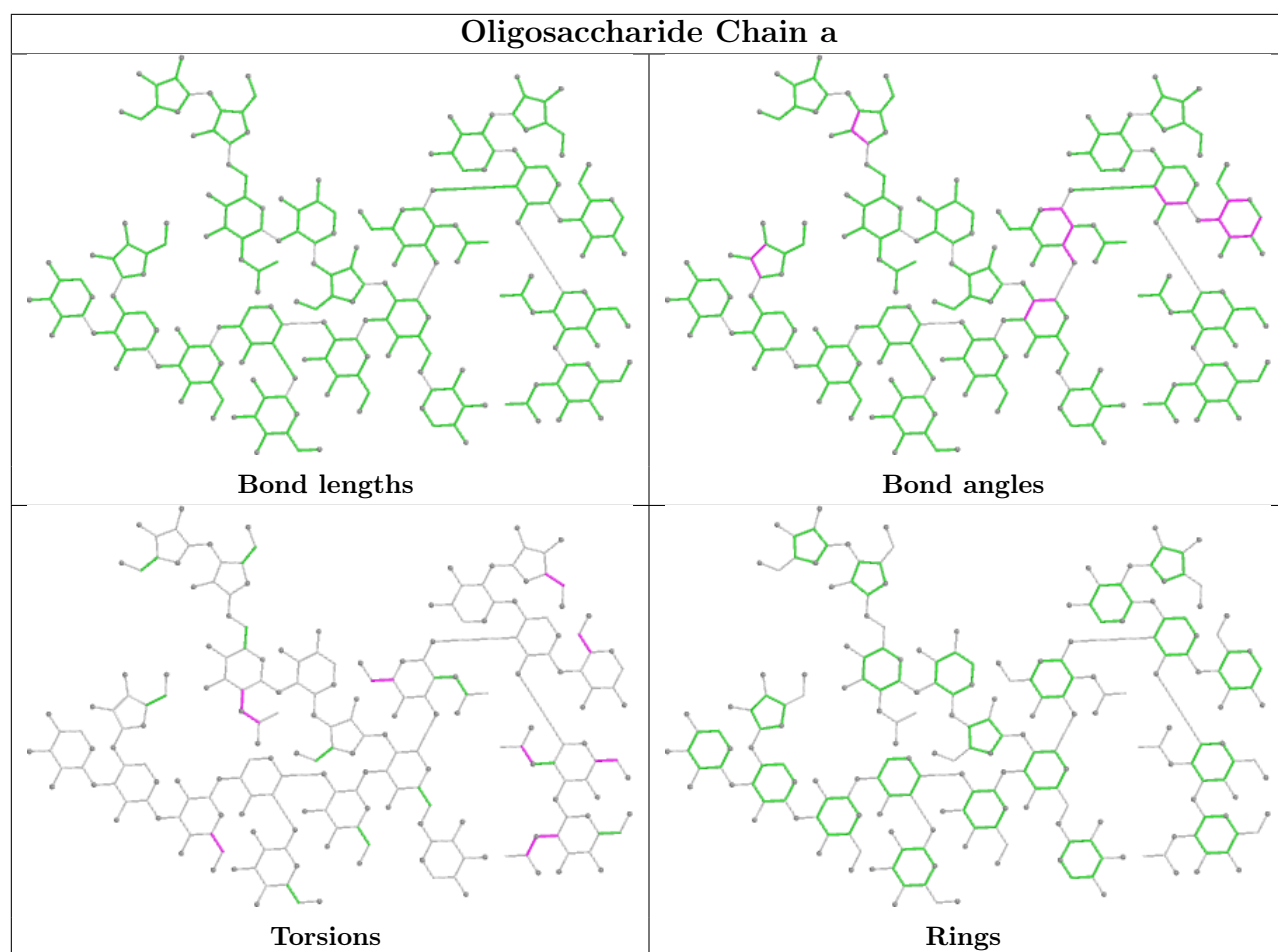 Oligosaccharide Chain a
Bond lengths
Bond angles
Torsions
Rings